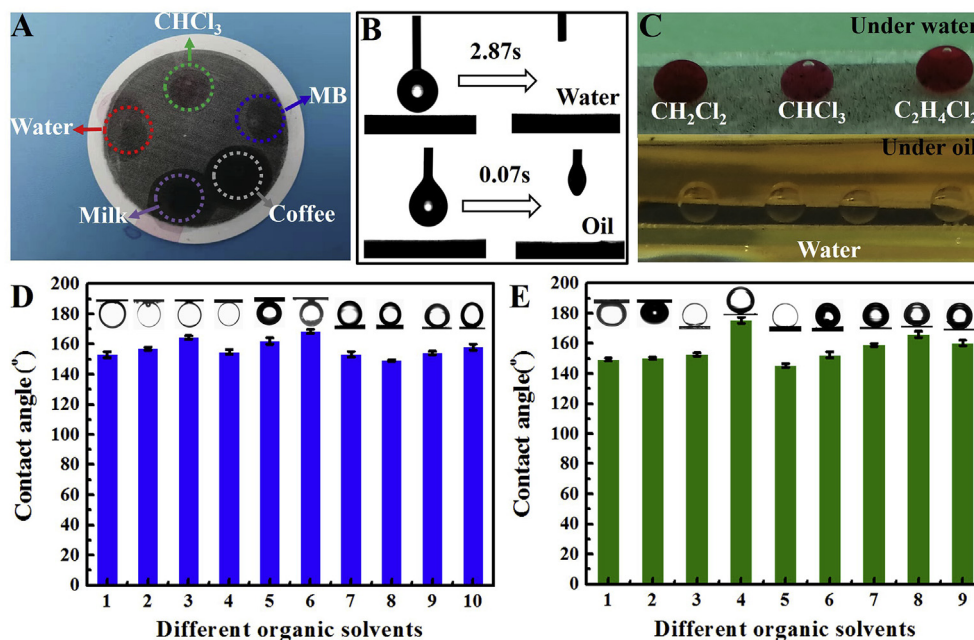 A
CHCl₃
MB
Water
Milk
Coffee
B
2.87s
Water
0.07s
Oil
C
Under water
CH₂Cl₂
CHCl₃
C₂H₄Cl₂
Under oil
Water
D
Contact angle(°)
200
180
160
140
120
100
80
60
40
20
0
1 2 3 4 5 6 7 8 9 10
Different organic solvents
E
Contact angle(°)
200
180
160
140
120
100
80
60
40
20
0
1 2 3 4 5 6 7 8 9
Different organic solvents